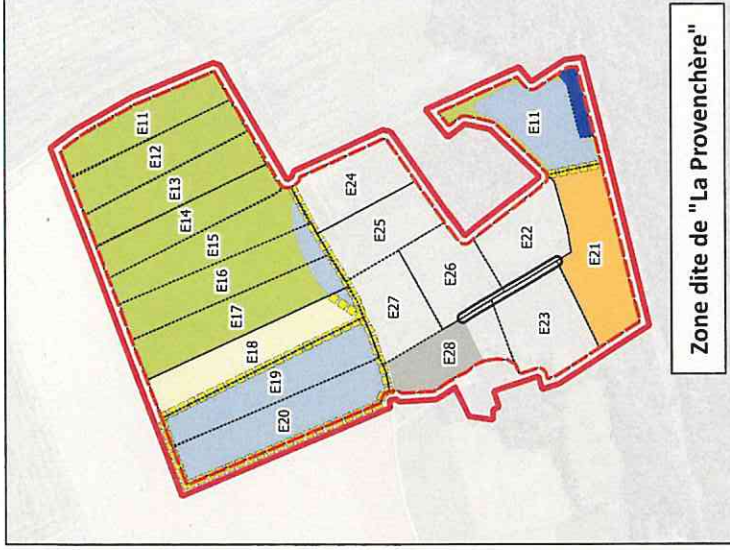 E11
E12
E13
E14
E15
E16
E17
E18
E19
E20
E24
E25
E27
E26
E28
E22
E23
E11
E21
Zone dite de "La Provenchère"